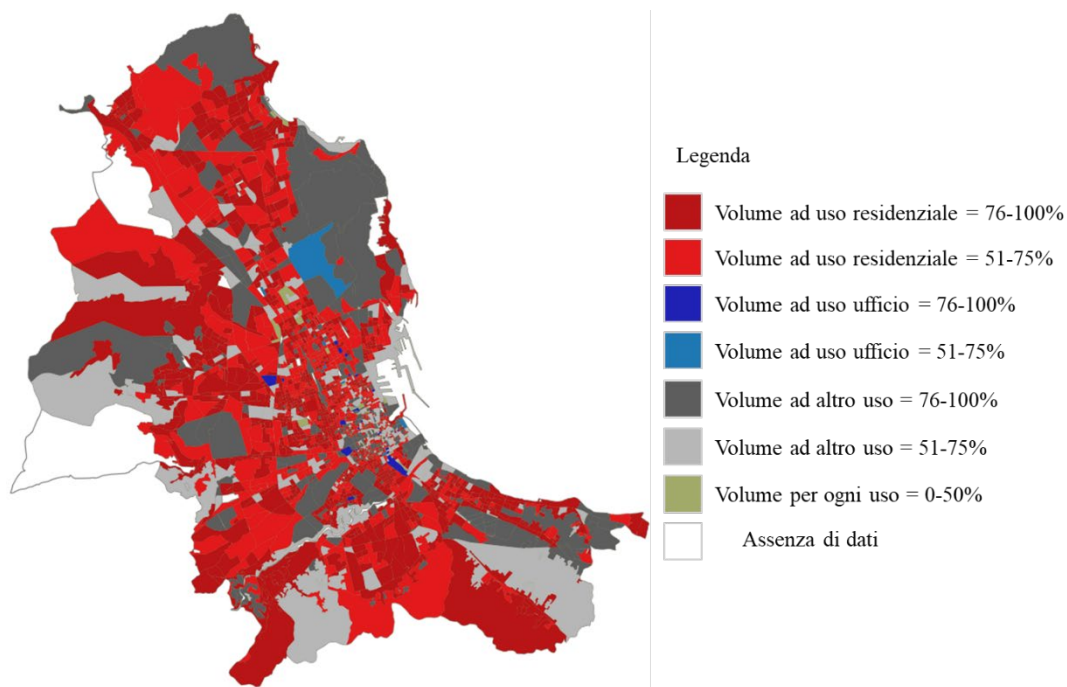 Legenda
Volume ad uso residenziale = 76-100%
Volume ad uso residenziale = 51-75%
Volume ad uso ufficio = 76-100%
Volume ad uso ufficio = 51-75%
Volume ad altro uso = 76-100%
Volume ad altro uso = 51-75%
Volume per ogni uso = 0-50%
Assenza di dati